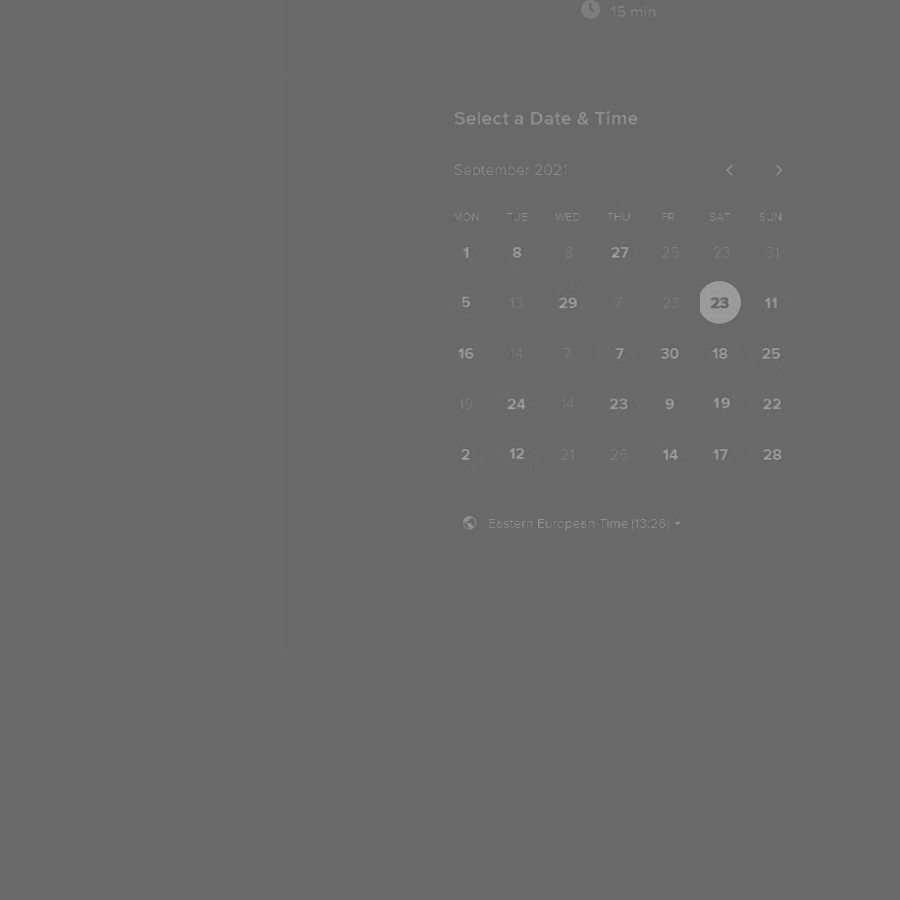 15 min
Select a Date & Time
September 2021
MON TUE WED THU FRI SAT SUN
1 8 8 27 25 23 31
5 13 29 7 23 23 11
16 14 7 7 30 18 25
19 24 14 23 9 19 22
2 12 21 26 14 17 28
Eastern European Time (13:26)